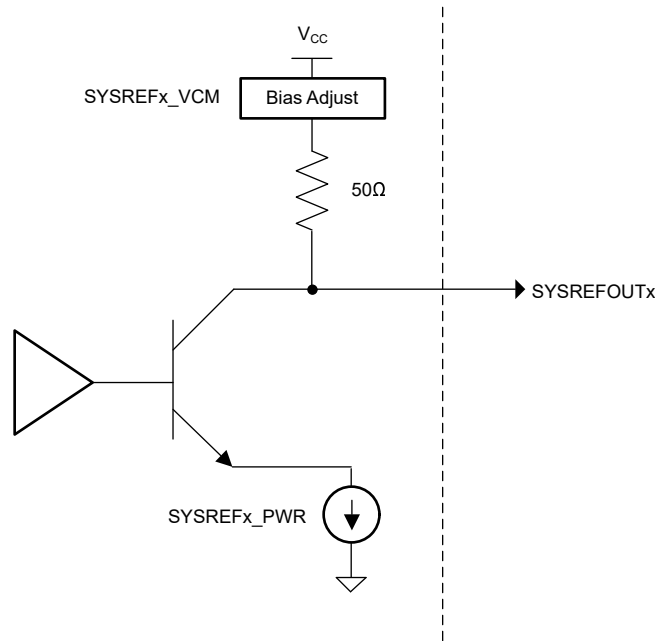 V_CC
SYSREFx_VCM
Bias Adjust
50Ω
SYSREFOUTx
SYSREFx_PWR